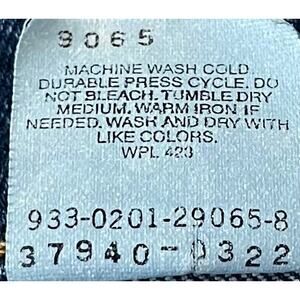 9065
MACHINE WASH COLD
DURABLE PRESS CYCLE. DO
NOT BLEACH. TUMBLE DRY
MEDIUM. WARM IRON IF
NEEDED. WASH AND DRY WITH
LIKE COLORS.
WPL 423
933-0201-29065-8
37940-0322